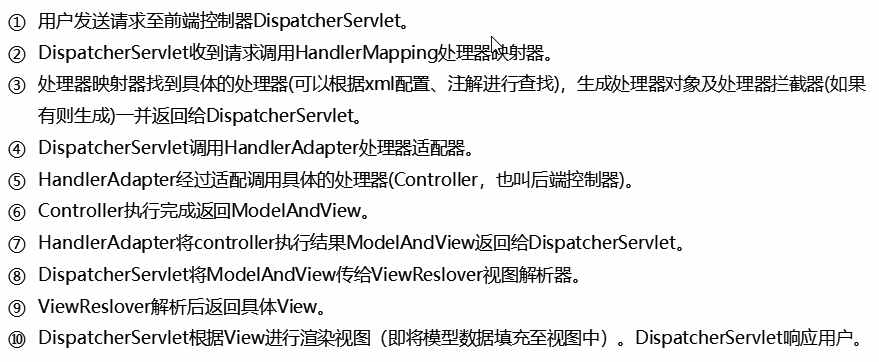 ① 用户发送请求至前端控制器DispatcherServlet。
② DispatcherServlet收到请求调用HandlerMapping处理器映射器。
③ 处理器映射器找到具体的处理器(可以根据xml配置、注解进行查找)，生成处理器对象及处理器拦截器(如果
有则生成)一并返回给DispatcherServlet。
④ DispatcherServlet调用HandlerAdapter处理器适配器。
⑤ HandlerAdapter经过适配调用具体的处理器(Controller，也叫后端控制器)。
⑥ Controller执行完成返回ModelAndView。
⑦ HandlerAdapter将controller执行结果ModelAndView返回给DispatcherServlet。
⑧ DispatcherServlet将ModelAndView传给ViewReslover视图解析器。
⑨ ViewReslover解析后返回具体View。
⑩ DispatcherServlet根据View进行渲染视图（即将模型数据填充至视图中）。DispatcherServlet响应用户。